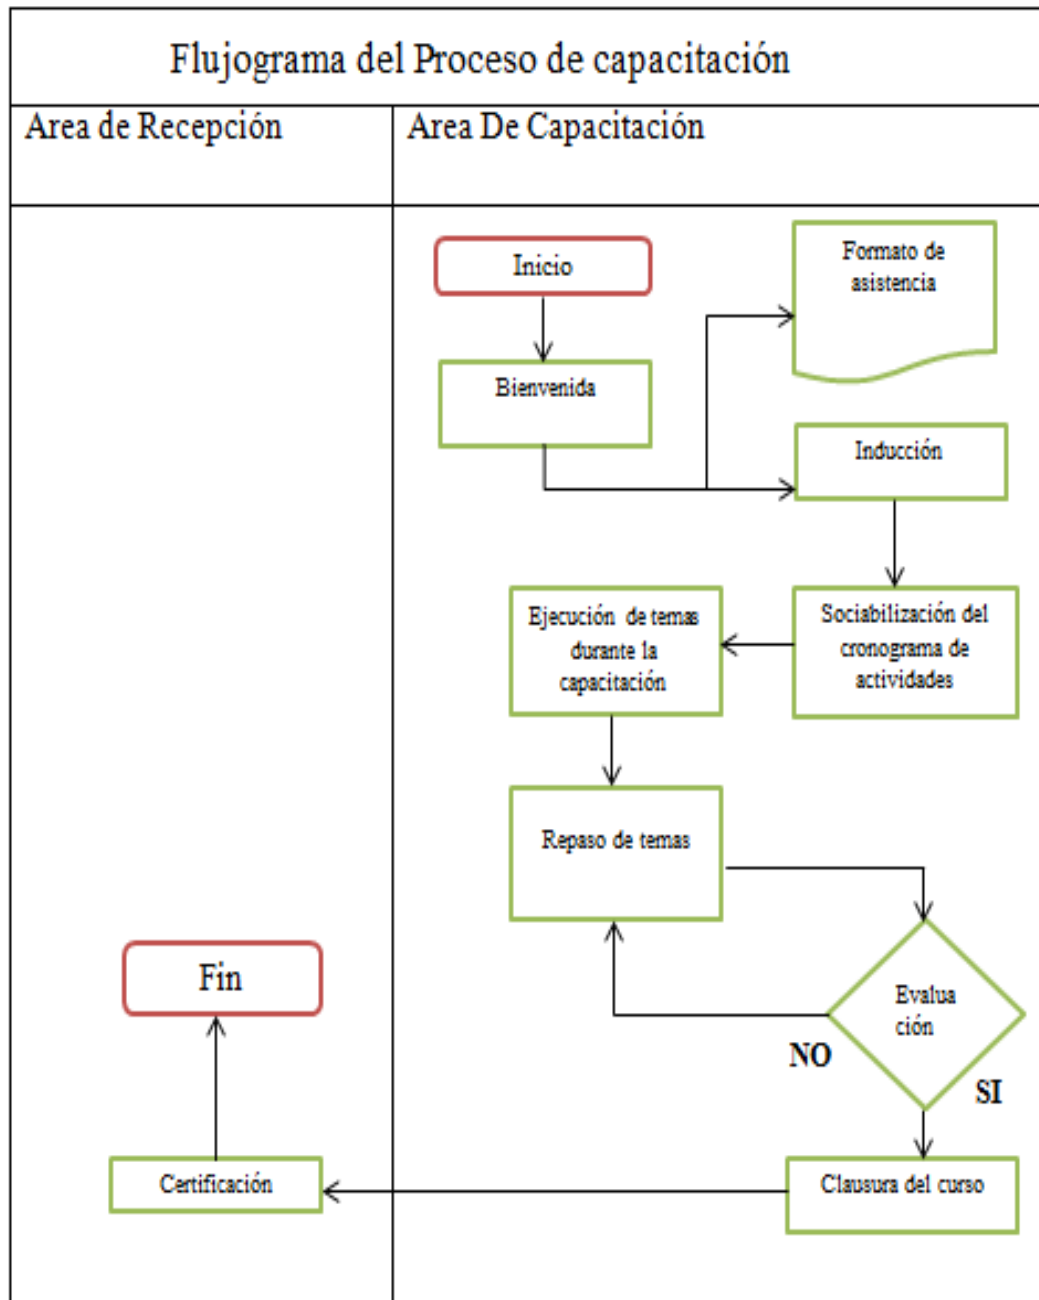 Flujograma del Proceso de capacitación
Area de Recepción
Area De Capacitación
Inicio
Formato de
asistencia
Bienvenida
Inducción
Ejecución de temas
durante la
capacitación
Sociabilización del
cronograma de
actividades
Repaso de temas
Fin
Evalua
ción
NO
SI
Certificación
Clausura del curso